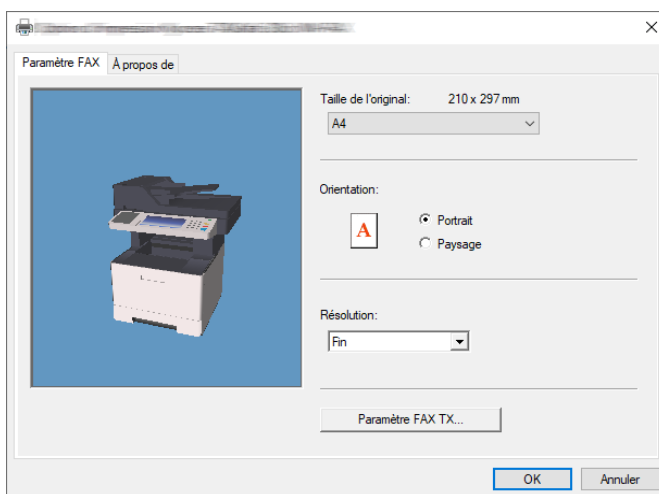 Paramètre FAX
À propos de
Taille de l'original: 210 x 297 mm
A4
Orientation:
A
Portrait
Paysage
Résolution:
Fin
Paramètre FAX TX...
OK
Annuler